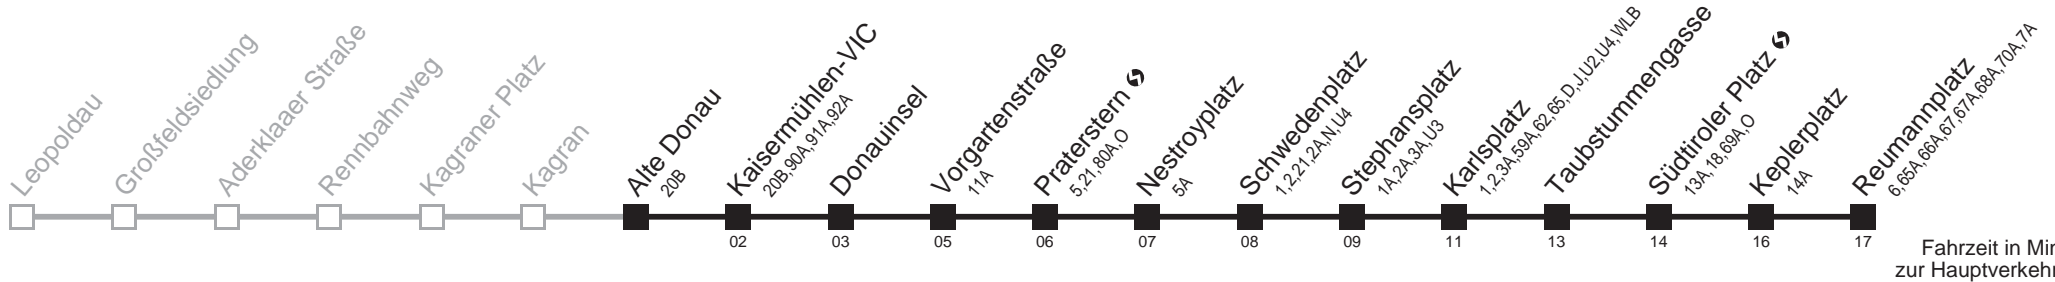 Leopoldau
Großfeldsiedlung
Aderklaaer Straße
Rennbahnweg
Kagraner Platz
Kagran
Alte Donau
20B
Kaisermühlen-VIC
20B,90A,91A,92A
02
Donauinsel
03
Vorgartenstraße
11A
05
Praterstern
5,21,80A,O
06
Nestroyplatz
5A
07
Schwedenplatz
1,2,21,2A,N,U4
08
Stephansplatz
1A,2A,3A,U3
09
Karlsplatz
1,2,3A,59A,62,65,D,J,U2,U4,WLB
11
Taubstummengasse
13
Südtiroler Platz
13A,18,69A,O
14
Keplerplatz
14A
16
Reumannplatz
6,65A,66A,67,67A,68A,70A,7A
17
Fahrzeit in Min
zur Hauptverkehr